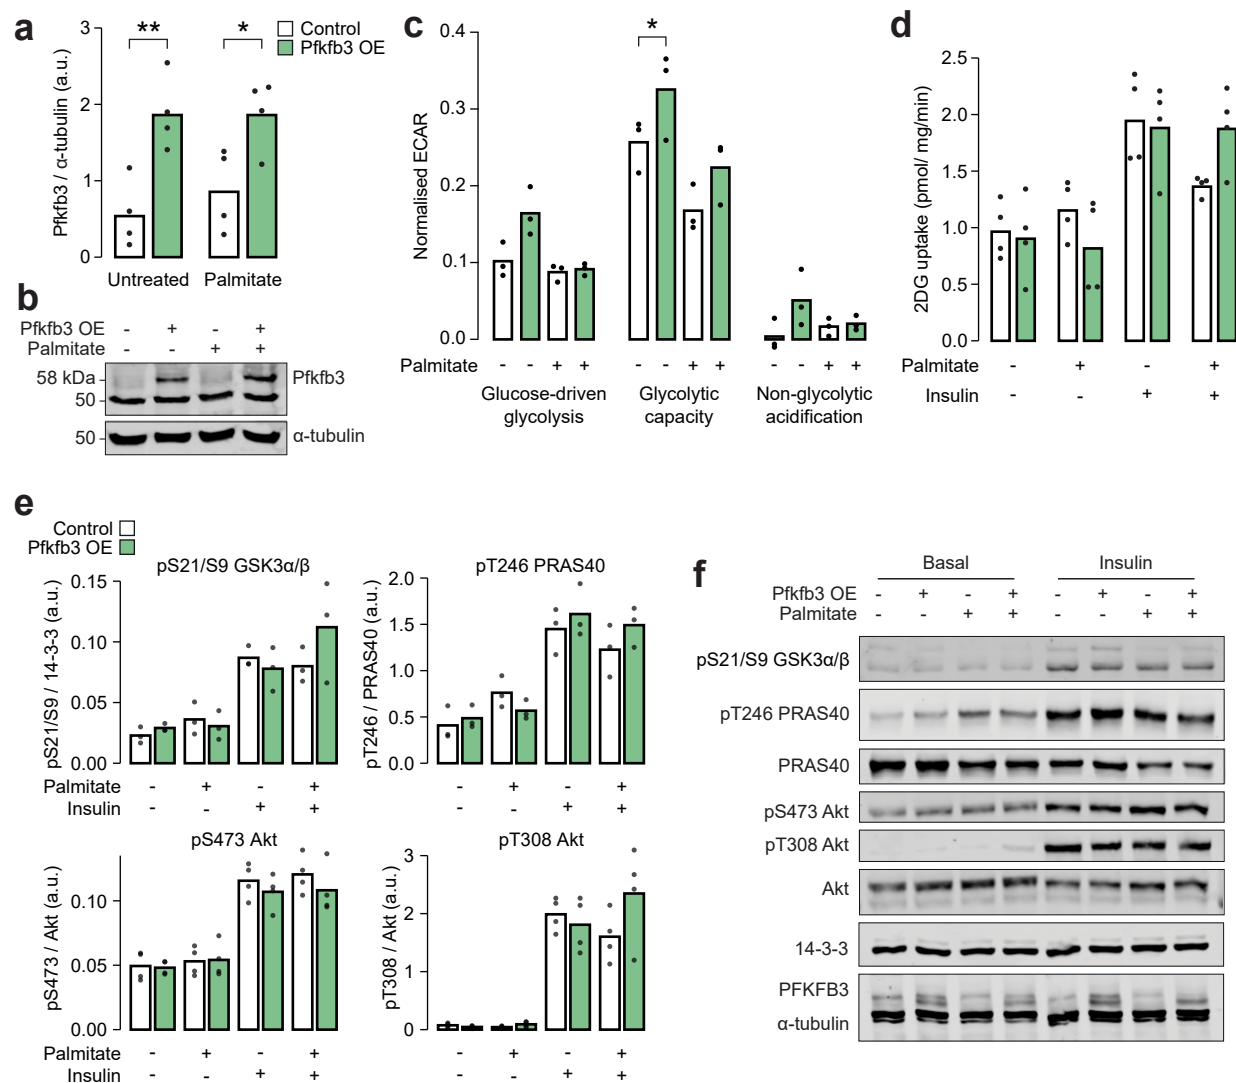 a
Pfkfb3 / α-tubulin (a.u.)
3
2
1
0
**
*
Control
Pfkfb3 OE
Untreated
Palmitate
b
Pfkfb3 OE - + - +
Palmitate - - + +
58 kDa
50
Pfkfb3
50
α-tubulin
c
Normalised ECAR
0.4
0.3
0.2
0.1
0.0
*
Palmitate - - + + - - + + - - + +
Glucose-driven glycolysis
Glycolytic capacity
Non-glycolytic acidification
d
2DG uptake (pmol/ mg/min)
2.5
2.0
1.5
1.0
0.5
0.0
Palmitate - + - +
Insulin - - + +
e
Control
Pfkfb3 OE
pS21/S9 GSK3α/β
pS21/S9 / 14-3-3 (a.u.)
0.15
0.10
0.05
0.00
Palmitate - + - +
Insulin - - + +
pT246 PRAS40
pT246 / PRAS40 (a.u.)
2.0
1.5
1.0
0.5
0.0
- + - +
- - + +
pS473 Akt
pS473 / Akt (a.u.)
0.10
0.05
0.00
Palmitate - + - +
Insulin - - + +
pT308 Akt
pT308 / Akt (a.u.)
3
2
1
0
- + - +
- - + +
f
Basal
Insulin
Pfkfb3 OE - + - + - + - +
Palmitate - - + + - - + +
pS21/S9 GSK3α/β
pT246 PRAS40
PRAS40
pS473 Akt
pT308 Akt
Akt
14-3-3
PFKFB3
α-tubulin